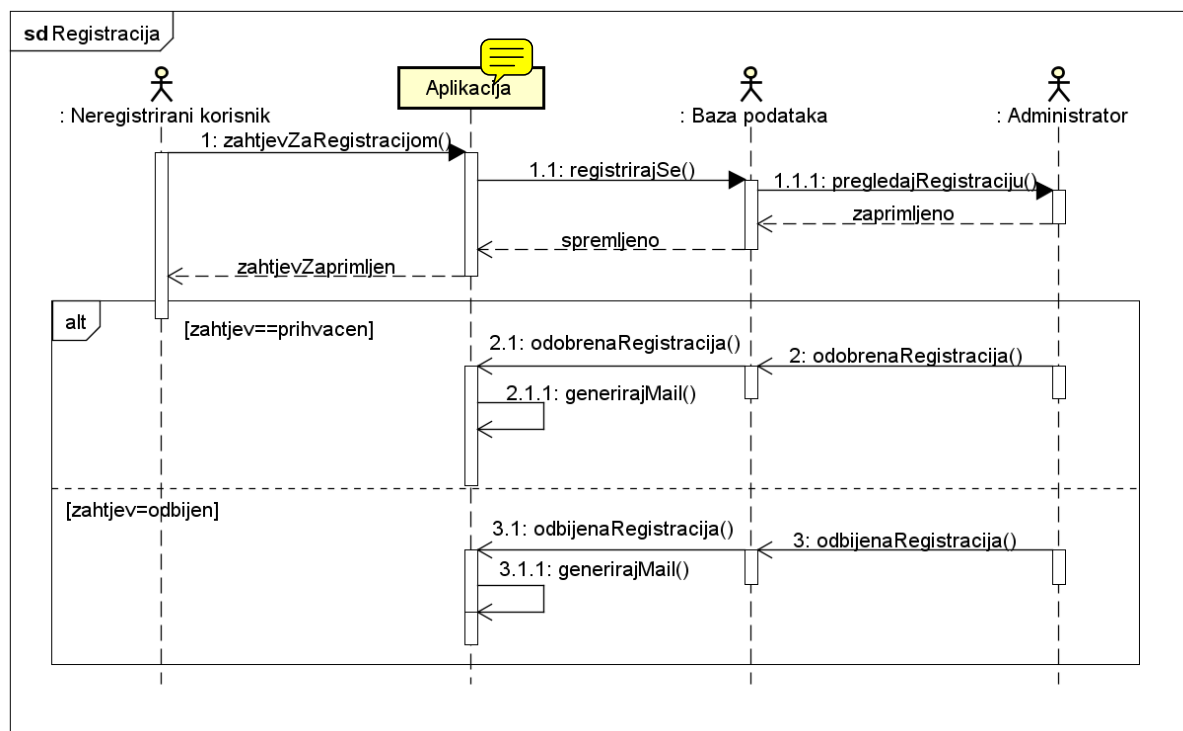 sd Registracija
: Neregistrirani korisnik
Aplikacija
: Baza podataka
: Administrator
1: zahtjevZaRegistracijom()
1.1: registrirajSe()
1.1.1: pregledajRegistraciju()
zaprimljeno
spremljeno
zahtjevZaprimljen
alt
[zahtjev==prihvacen]
2.1: odobrenaRegistracija()
2: odobrenaRegistracija()
2.1.1: generirajMail()
[zahtjev=odbijen]
3.1: odbijenaRegistracija()
3: odbijenaRegistracija()
3.1.1: generirajMail()